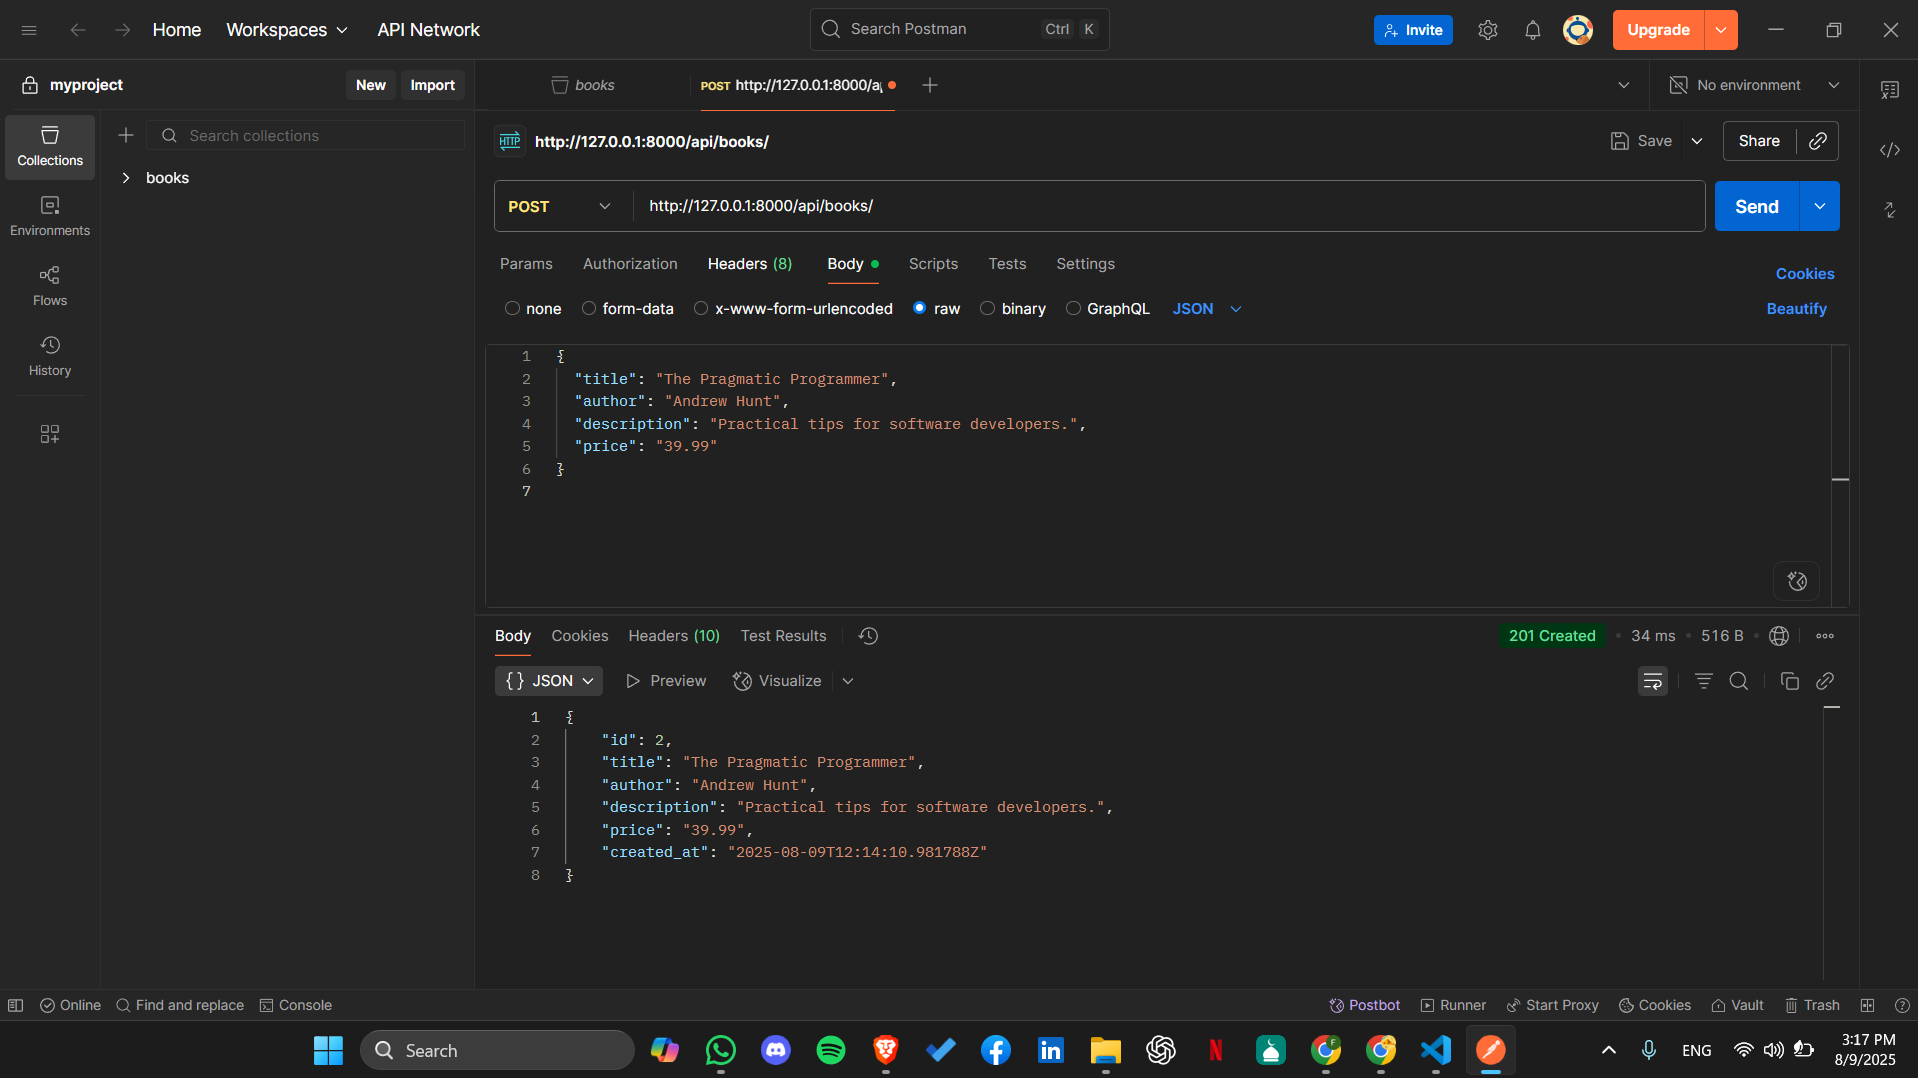 Home Workspaces API Network Search Postman Ctrl K Invite Upgrade
myproject New Import books POST http://127.0.0.1:8000/a No environment
Collections
Search collections
books
Environments
Flows
History
HTTP http://127.0.0.1:8000/api/books/ Save Share
POST http://127.0.0.1:8000/api/books/ Send
Params Authorization Headers (8) Body Scripts Tests Settings Cookies
none form-data x-www-form-urlencoded raw binary GraphQL JSON Beautify
1 {
2 "title": "The Pragmatic Programmer",
3 "author": "Andrew Hunt",
4 "description": "Practical tips for software developers.",
5 "price": "39.99"
6 }
7
Body Cookies Headers (10) Test Results 201 Created • 34 ms • 516 B
{} JSON Preview Visualize
1 {
2 "id": 2,
3 "title": "The Pragmatic Programmer",
4 "author": "Andrew Hunt",
5 "description": "Practical tips for software developers.",
6 "price": "39.99",
7 "created_at": "2025-08-09T12:14:10.981788Z"
8 }
Online Find and replace Console Postbot Runner Start Proxy Cookies Vault Trash
Search ENG 3:17 PM
8/9/2025